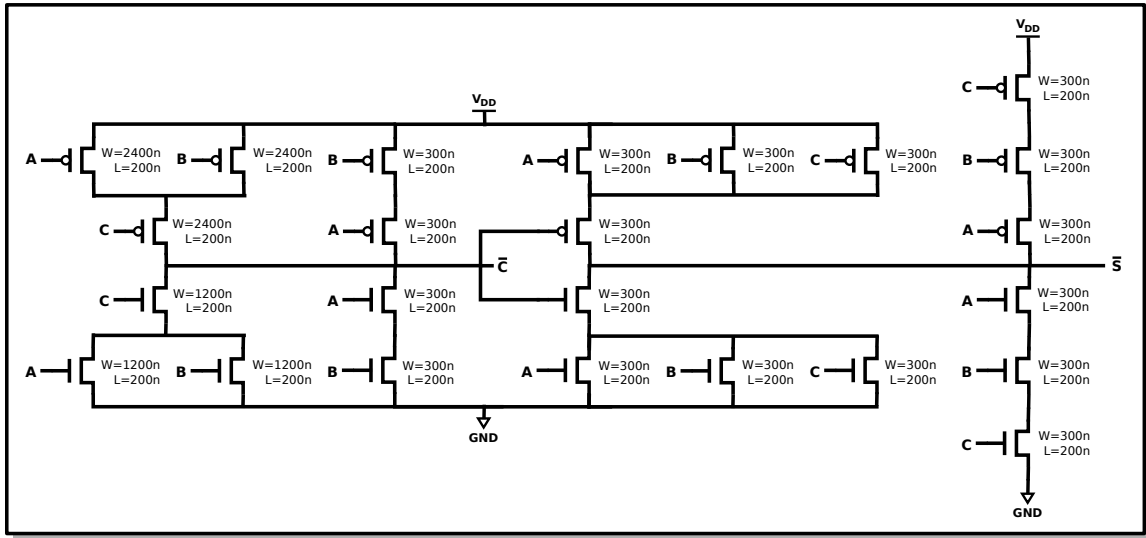 VDD
C W=300n
L=200n
VDD
A W=2400n
L=200n
B W=2400n
L=200n
B W=300n
L=200n
A W=300n
L=200n
B W=300n
L=200n
C W=300n
L=200n
B W=300n
L=200n
C W=2400n
L=200n
A W=300n
L=200n
W=300n
L=200n
A W=300n
L=200n
C̅
S̅
C W=1200n
L=200n
A W=300n
L=200n
W=300n
L=200n
A W=300n
L=200n
A W=1200n
L=200n
B W=1200n
L=200n
B W=300n
L=200n
A W=300n
L=200n
B W=300n
L=200n
C W=300n
L=200n
B W=300n
L=200n
GND
C W=300n
L=200n
GND